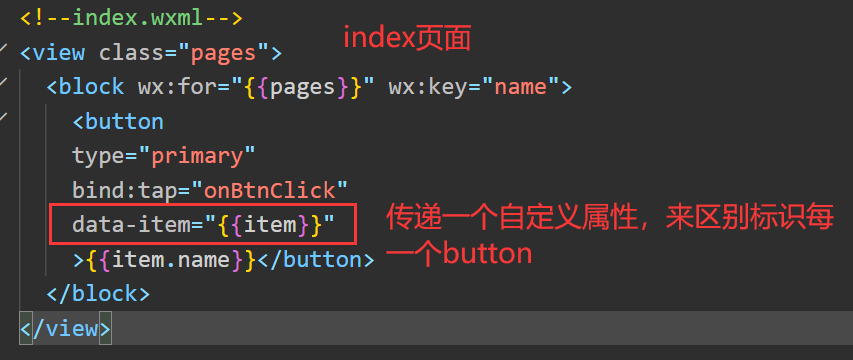 <!--index.wxml-->
index页面
<view class="pages">
<block wx:for="{{pages}}" wx:key="name">
<button
type="primary"
bind:tap="onBtnClick"
data-item="{{item}}"
传递一个自定义属性，来区别标识每
一个button
>{{item.name}}</button>
</block>
</view>